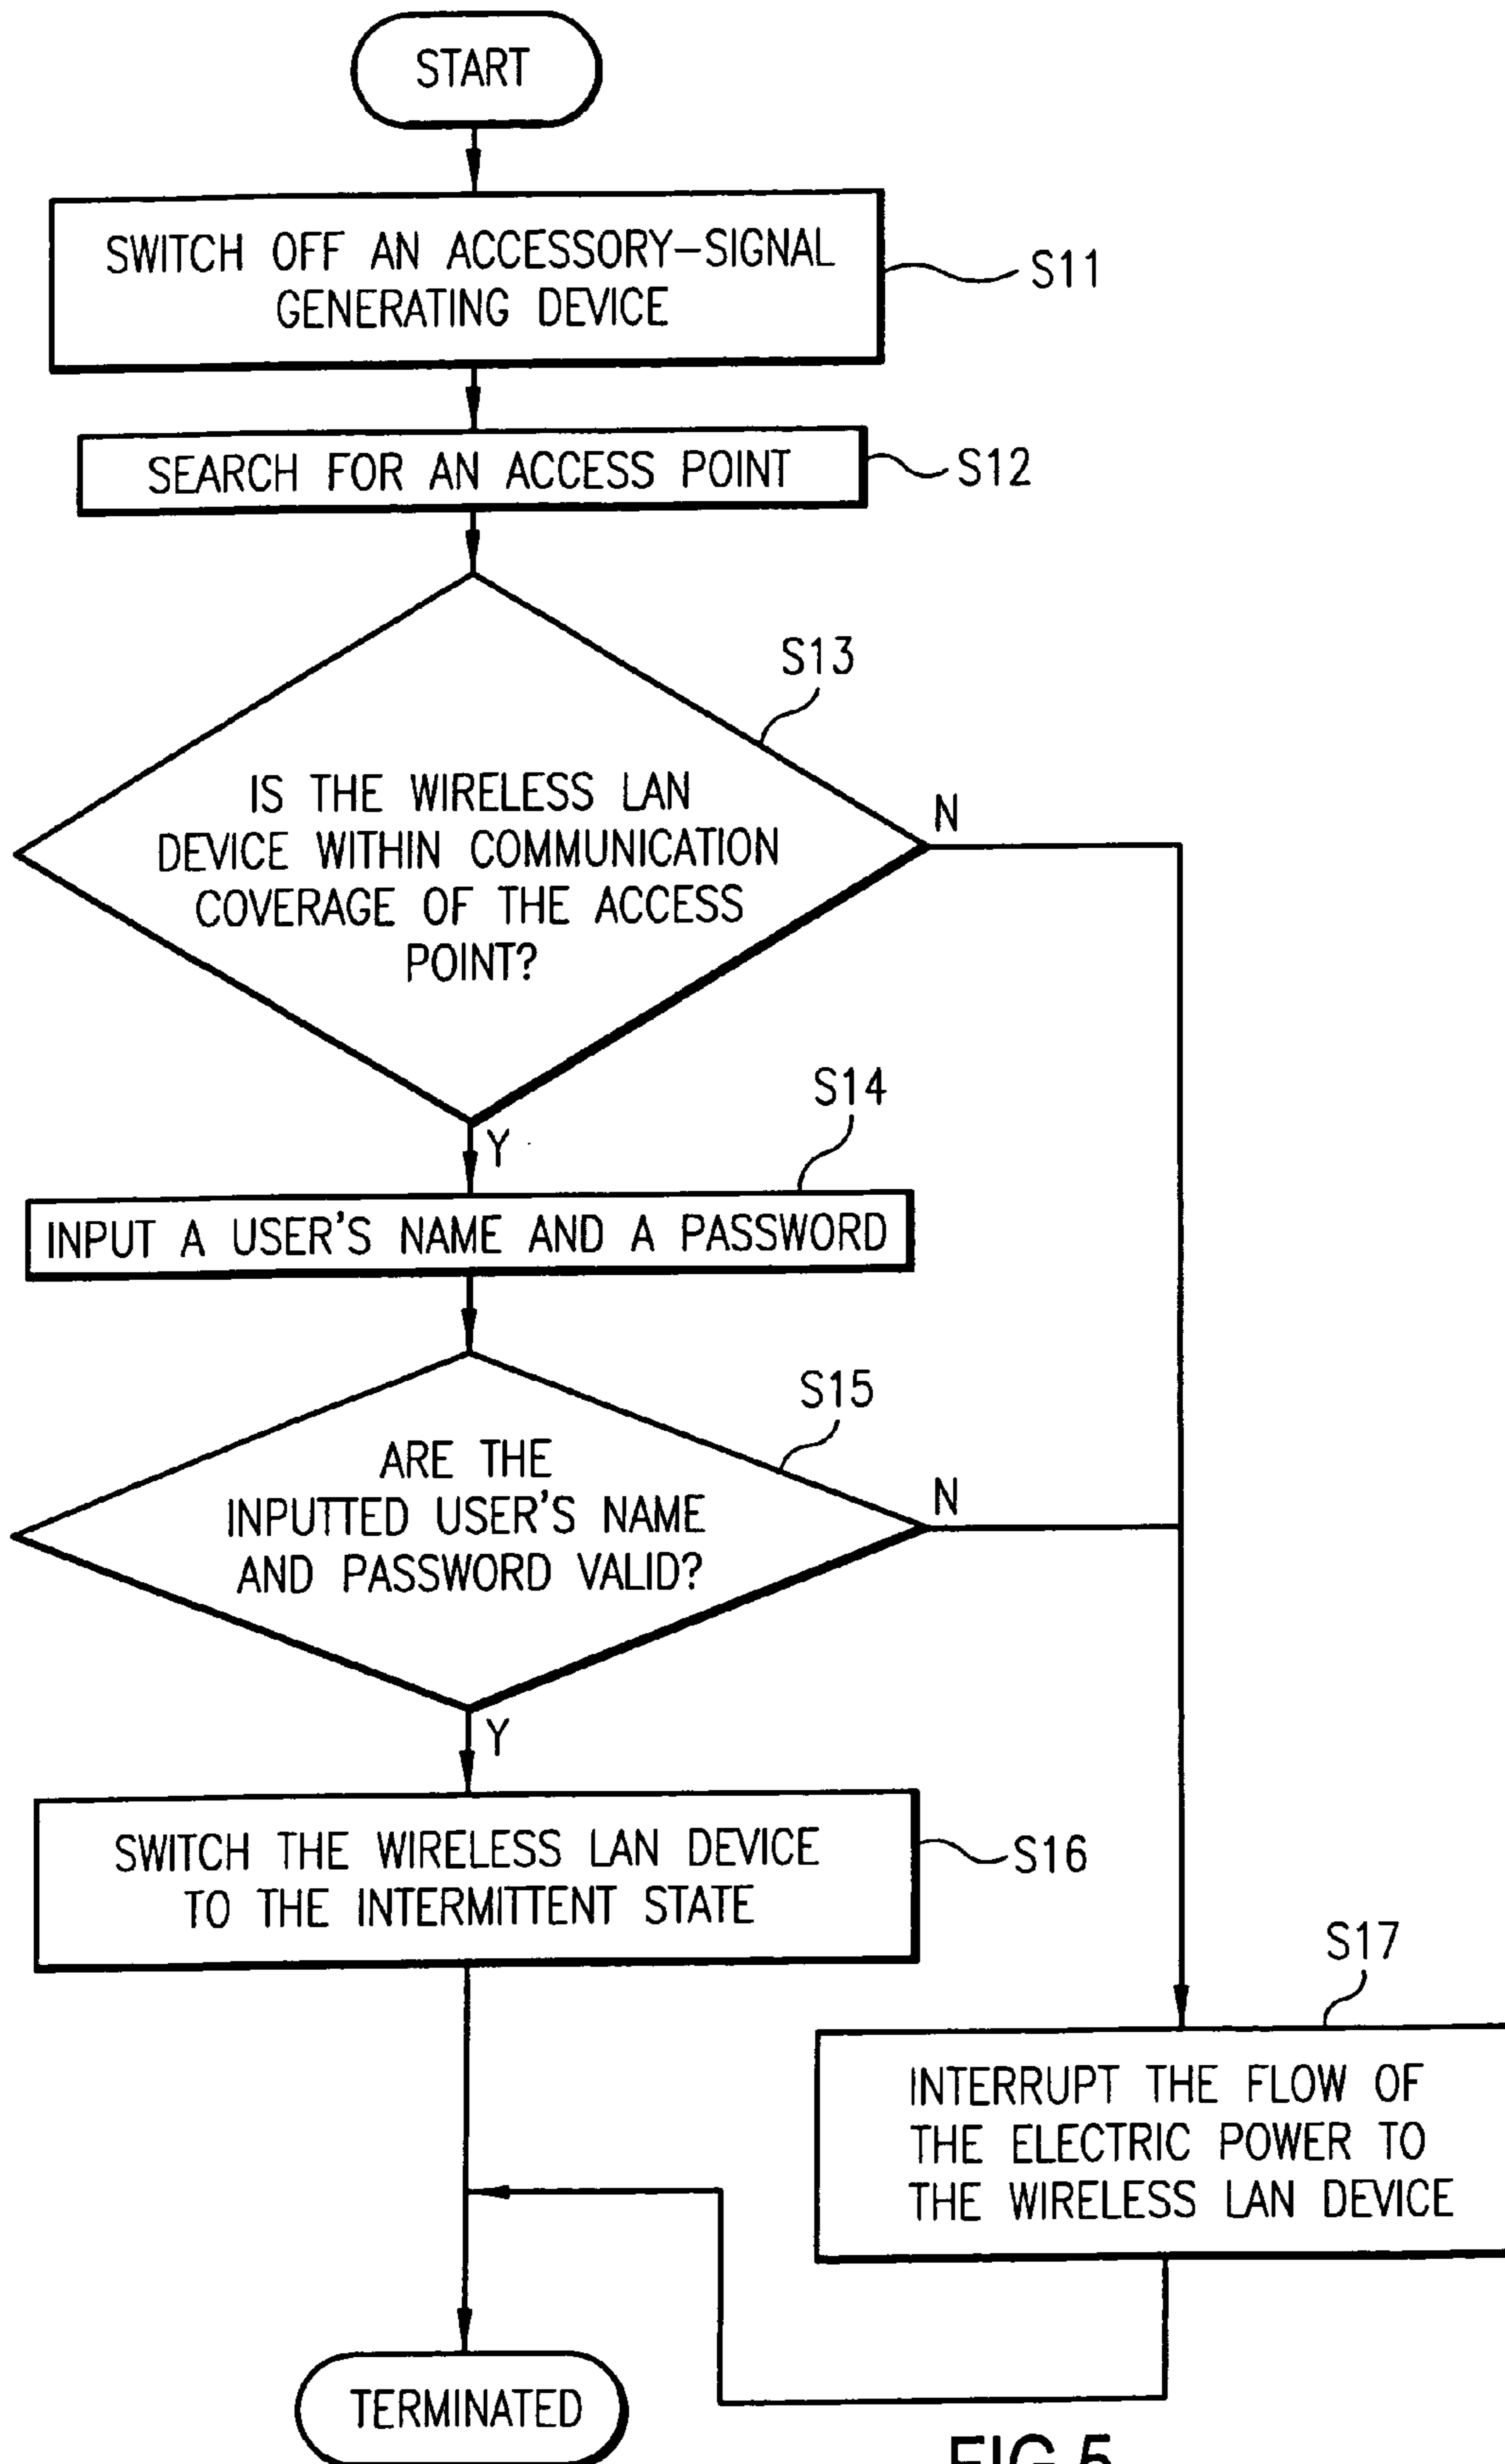 START
SWITCH OFF AN ACCESSORY-SIGNAL
GENERATING DEVICE
S11
SEARCH FOR AN ACCESS POINT
S12
S13
IS THE WIRELESS LAN
DEVICE WITHIN COMMUNICATION
COVERAGE OF THE ACCESS
POINT?
N
Y
S14
INPUT A USER'S NAME AND A PASSWORD
S15
ARE THE
INPUTTED USER'S NAME
AND PASSWORD VALID?
N
Y
SWITCH THE WIRELESS LAN DEVICE
TO THE INTERMITTENT STATE
S16
S17
INTERRUPT THE FLOW OF
THE ELECTRIC POWER TO
THE WIRELESS LAN DEVICE
TERMINATED
FIG.5